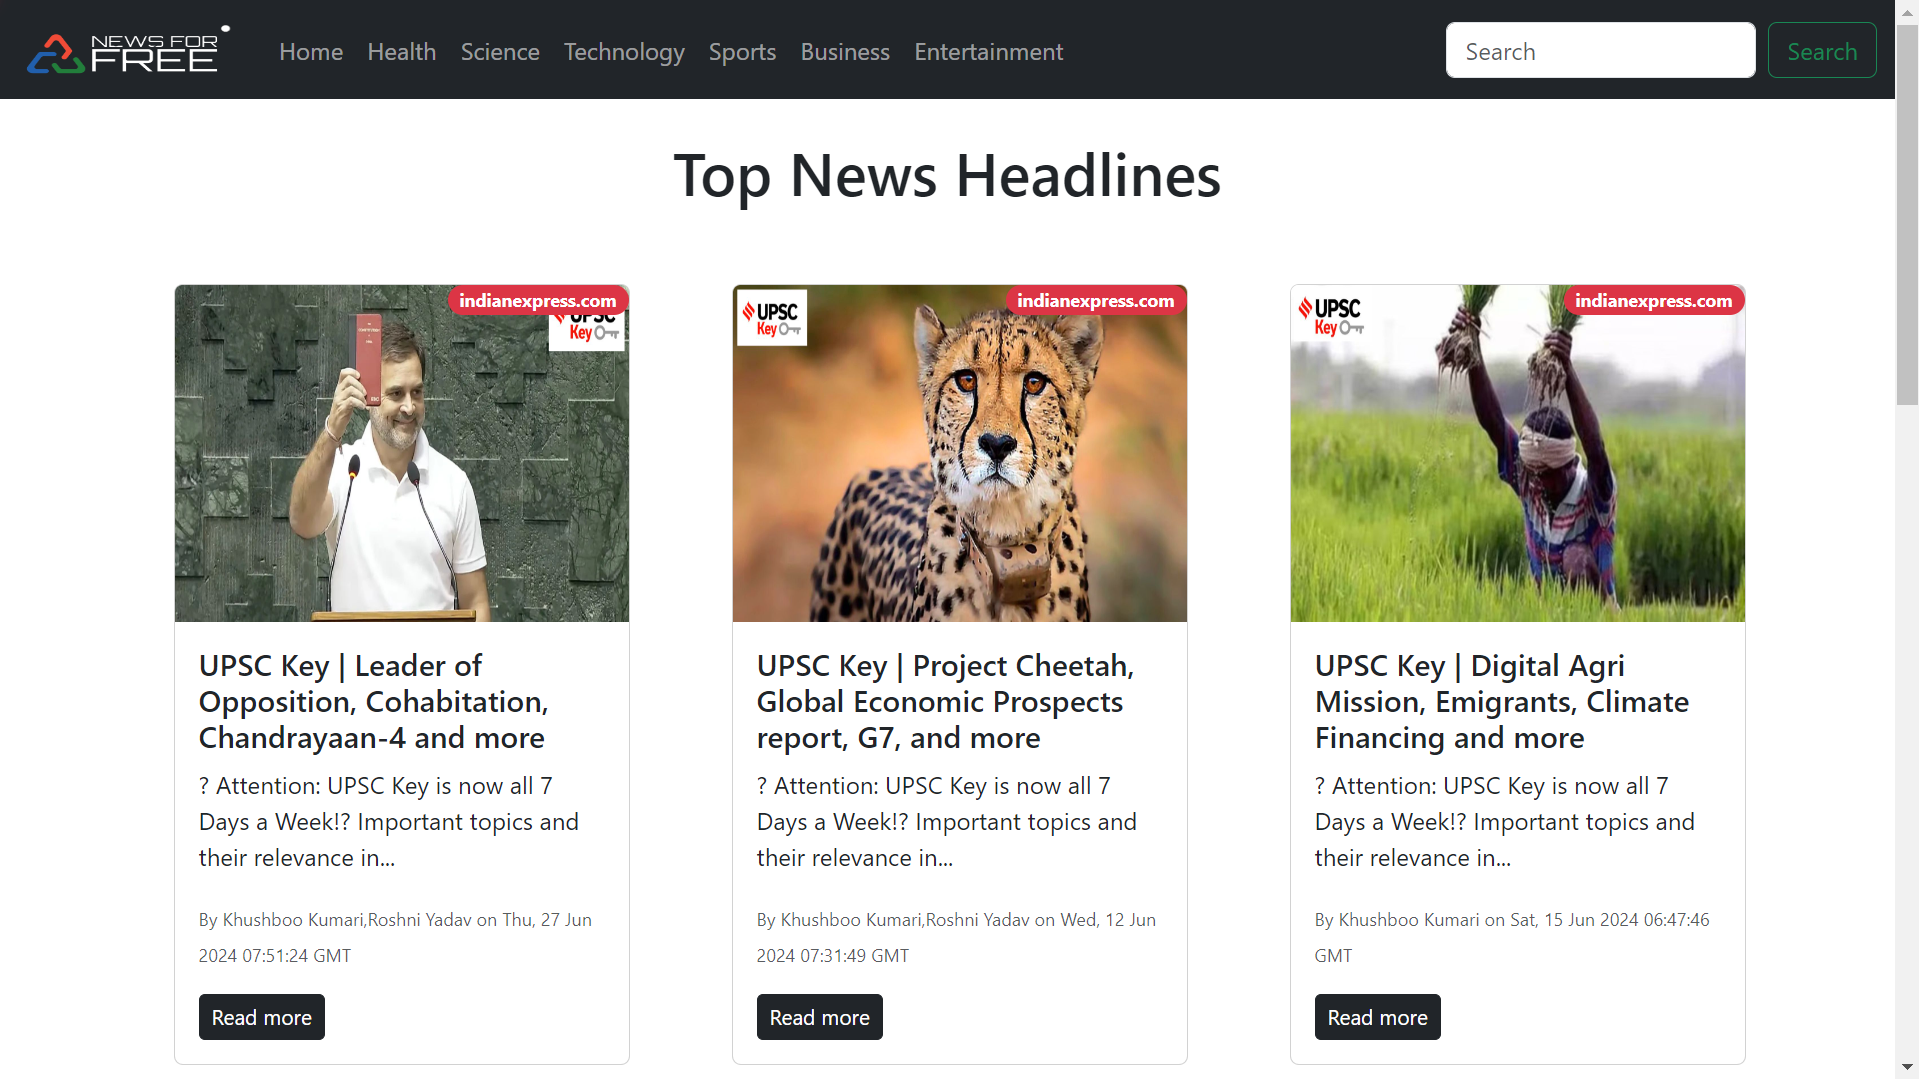 NEWS FOR
FREE
Home Health Science Technology Sports Business Entertainment
Search
Search
Top News Headlines
indianexpress.com
UPSC
Key
UPSC Key | Leader of
Opposition, Cohabitation,
Chandrayaan-4 and more
? Attention: UPSC Key is now all 7
Days a Week!? Important topics and
their relevance in...
By Khushboo Kumari,Roshni Yadav on Thu, 27 Jun
2024 07:51:24 GMT
Read more
indianexpress.com
UPSC
Key
UPSC Key | Project Cheetah,
Global Economic Prospects
report, G7, and more
? Attention: UPSC Key is now all 7
Days a Week!? Important topics and
their relevance in...
By Khushboo Kumari,Roshni Yadav on Wed, 12 Jun
2024 07:31:49 GMT
Read more
indianexpress.com
UPSC
Key
UPSC Key | Digital Agri
Mission, Emigrants, Climate
Financing and more
? Attention: UPSC Key is now all 7
Days a Week!? Important topics and
their relevance in...
By Khushboo Kumari on Sat, 15 Jun 2024 06:47:46
GMT
Read more